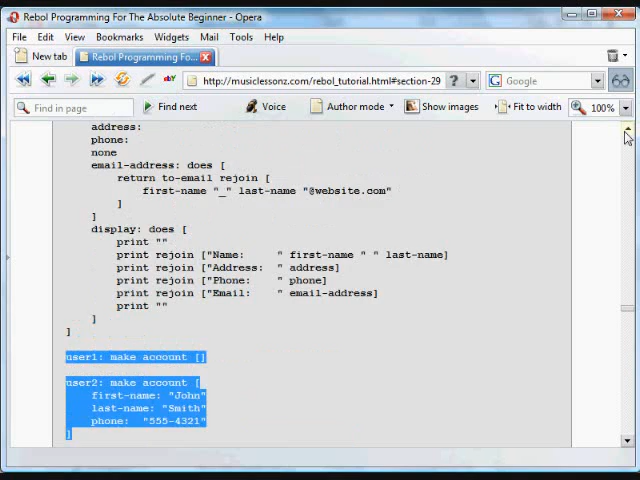 Rebol Programming For The Absolute Beginner - Opera
File Edit View Bookmarks Widgets Mail Tools Help
New tab Rebol Programming Fo...
http://musiclessonz.com/rebol_tutorial.html#section-29 ? Google
Find in page Find next Voice Author mode Show images Fit to width 100%
address:
phone:
none
email-address: does [
return to-email rejoin [
first-name "_" last-name "@website.com"
]
]
display: does [
print ""
print rejoin ["Name:     " first-name " " last-name]
print rejoin ["Address:  " address]
print rejoin ["Phone:    " phone]
print rejoin ["Email:    " email-address]
print ""
]
]
user1: make account []
user2: make account [
first-name: "John"
last-name: "Smith"
phone:  "555-4321"
]